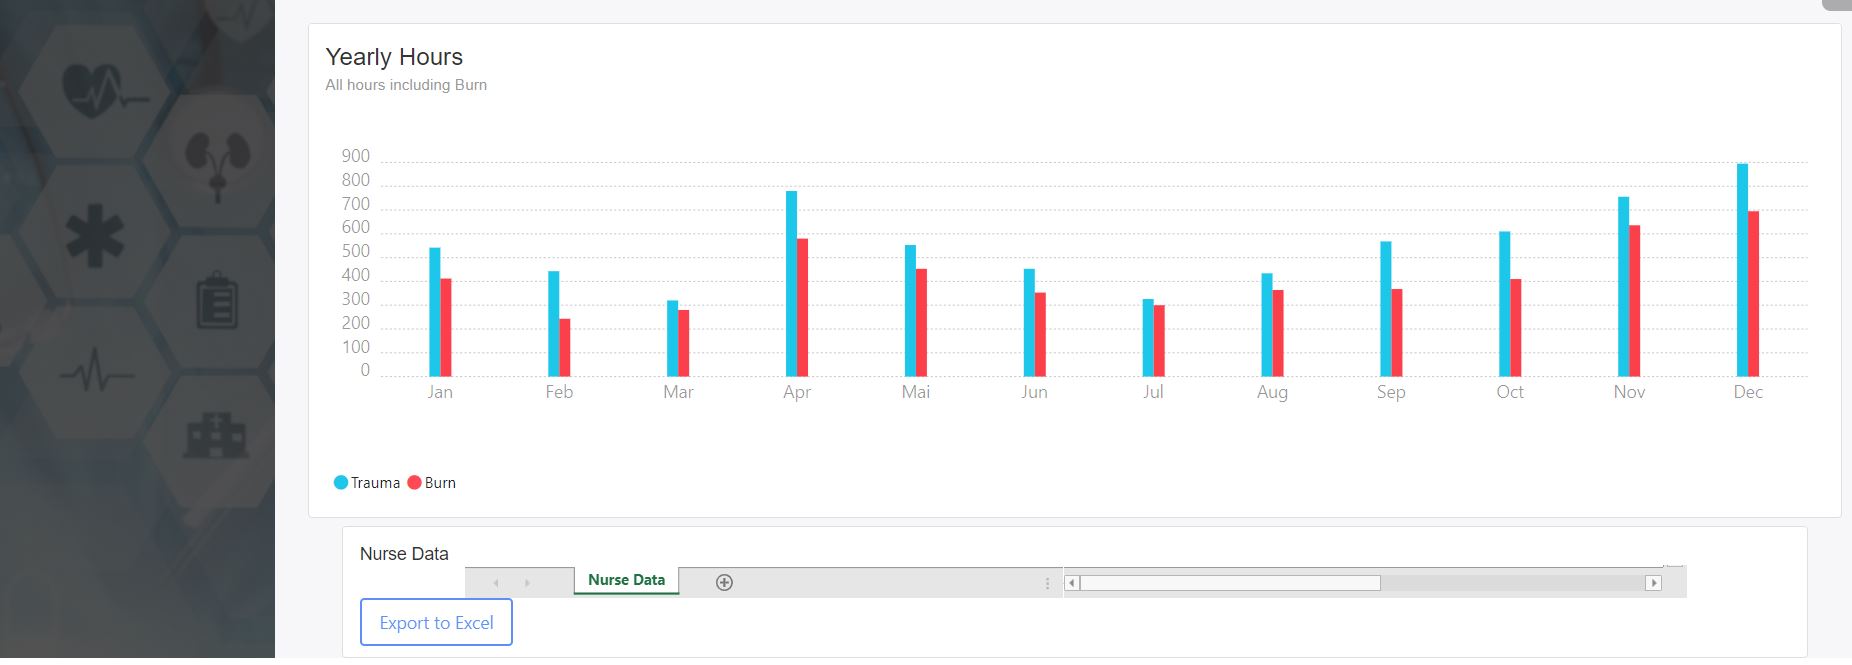 Yearly Hours
All hours including Burn
900
800
700
600
500
400
300
200
100
0
Jan Feb Mar Apr Mai Jun Jul Aug Sep Oct Nov Dec
Trauma Burn
Nurse Data
Nurse Data
Export to Excel